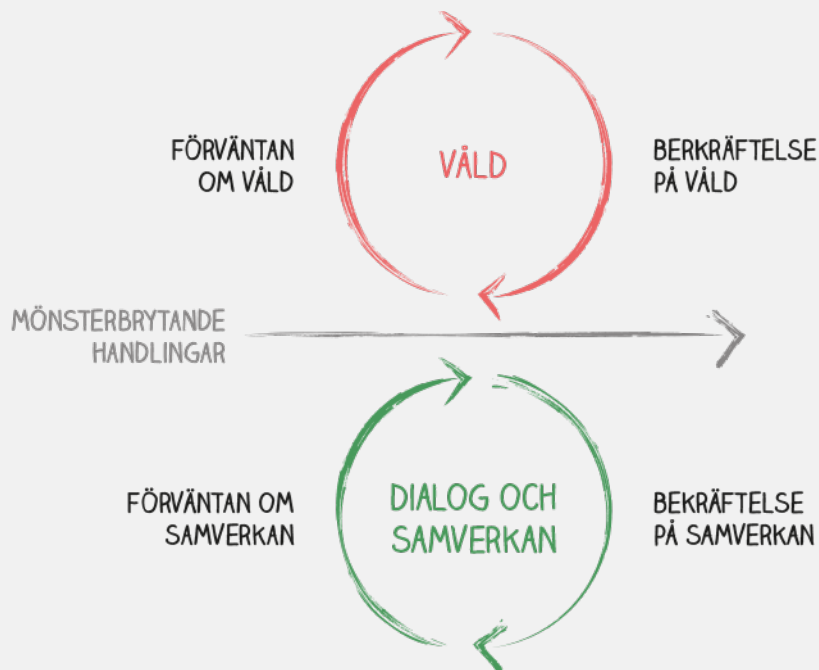 FÖRVÄNTAN
OM VÅLD
VÅLD
BERKRÄFTELSE
PÅ VÅLD
MÖNSTERBRYTANDE
HANDLINGAR
FÖRVÄNTAN OM
SAMVERKAN
DIALOG OCH
SAMVERKAN
BEKRÄFTELSE
PÅ SAMVERKAN